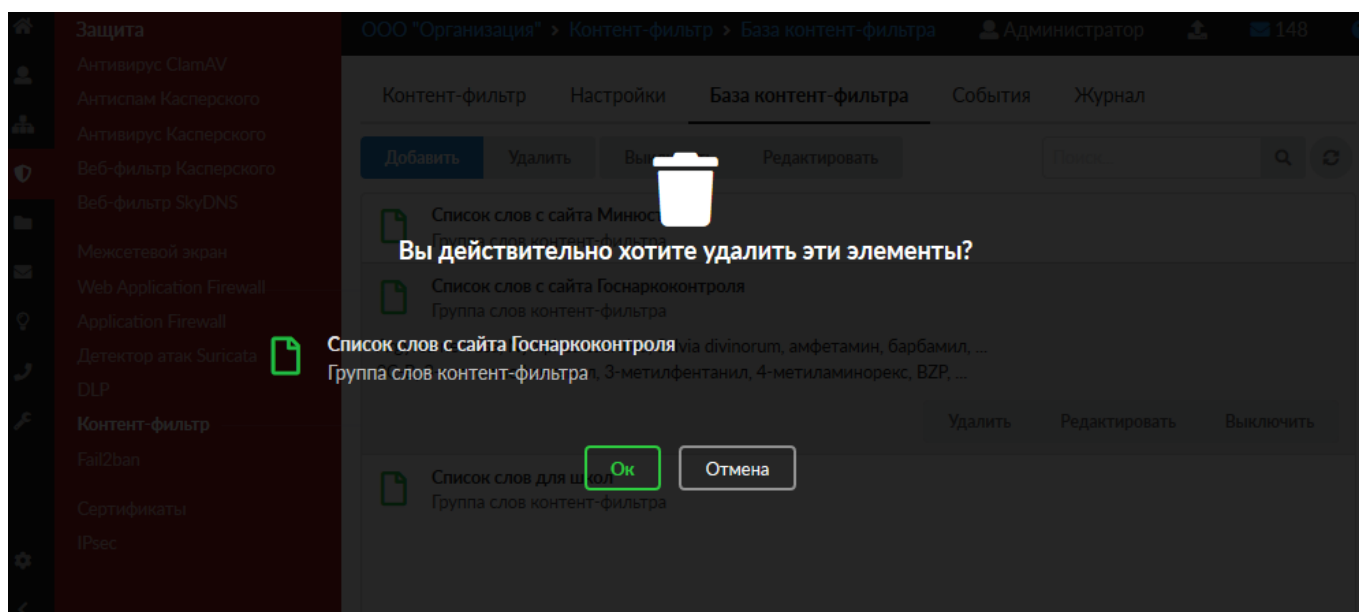 Защита
Антивирус ClamAV
Антиспам Касперского
Антивирус Касперского
Веб-фильтр Касперского
Веб-фильтр SkyDNS
Межсетевой экран
Web Application Firewall
Application Firewall
Детектор атак Suricata
DLP
Контент-фильтр
Fail2ban
Сертификаты
IPsec
ООО "Организация" > Контент-фильтр > База контент-фильтра
Администратор
148
Контент-фильтр Настройки База контент-фильтра События Журнал
Добавить Удалить Редактировать
Поиск...
Список слов с сайта
Группа слов контент-фильтра
Вы действительно хотите удалить эти элементы?
Список слов с сайта Госнаркоконтроля
Группа слов контент-фильтра
divinorum, амфетамин, барбамил, ...
3-метилфентанил, 4-метиламинорекс, BZP, ...
Список слов с сайта Госнаркоконтроля
Группа слов контент-фильтра
Удалить Редактировать Выключить
Ок Отмена
Список слов для школ
Группа слов контент-фильтра